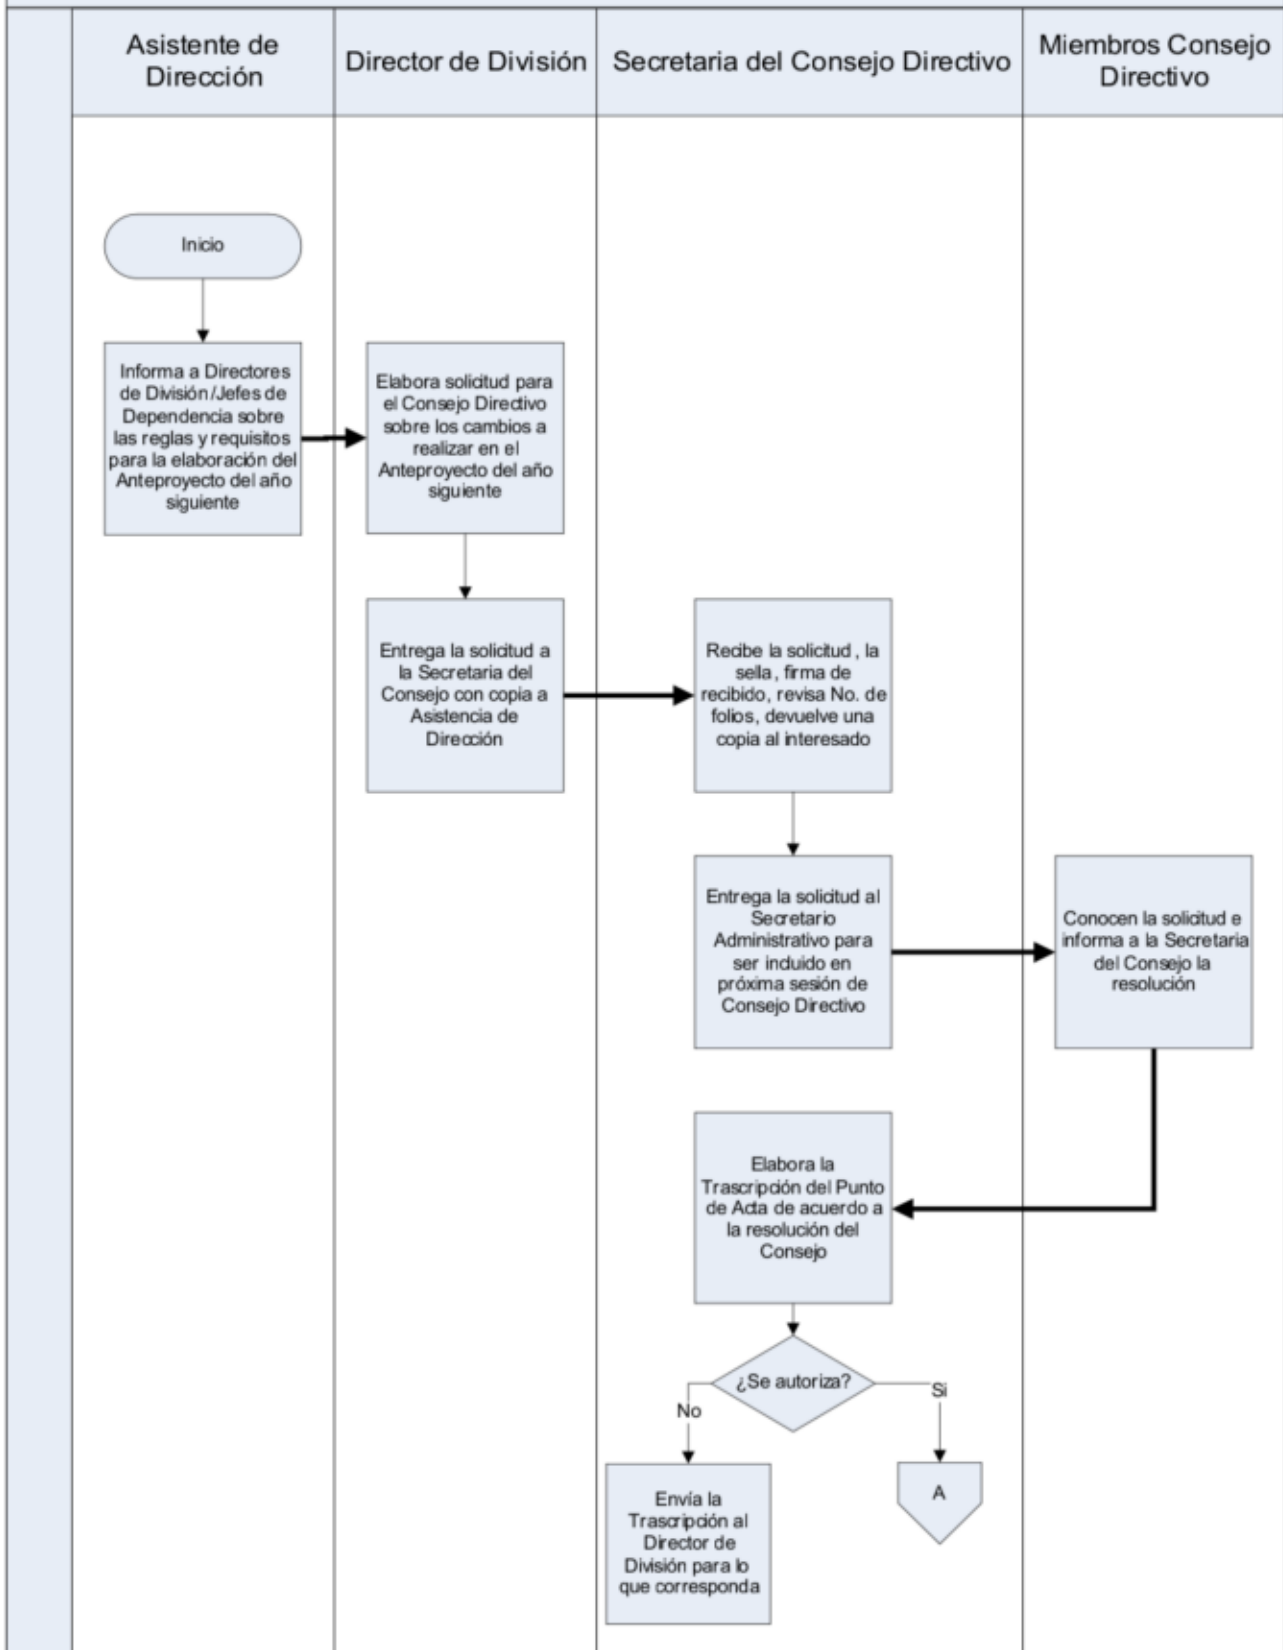 Asistente de
Dirección
Director de División
Secretaria del Consejo Directivo
Miembros Consejo
Directivo
Inicio
Informa a Directores
de División/Jefes de
Dependencia sobre
las reglas y requisitos
para la elaboración del
Anteproyecto del año
siguiente
Elabora solicitud para
el Consejo Directivo
sobre los cambios a
realizar en el
Anteproyecto del año
siguiente
Entrega la solicitud a
la Secretaria del
Consejo con copia a
Asistencia de
Dirección
Recibe la solicitud, la
sella, firma de
recibido, revisa No. de
folios, devuelve una
copia al interesado
Entrega la solicitud al
Secretario
Administrativo para
ser incluido en
próxima sesión de
Consejo Directivo
Conocen la solicitud e
informa a la Secretaria
del Consejo la
resolución
Elabora la
Trascripción del Punto
de Acta de acuerdo a
la resolución del
Consejo
¿Se autoriza?
No
Si
Envía la
Trascripción al
Director de
División para lo
que corresponda
A